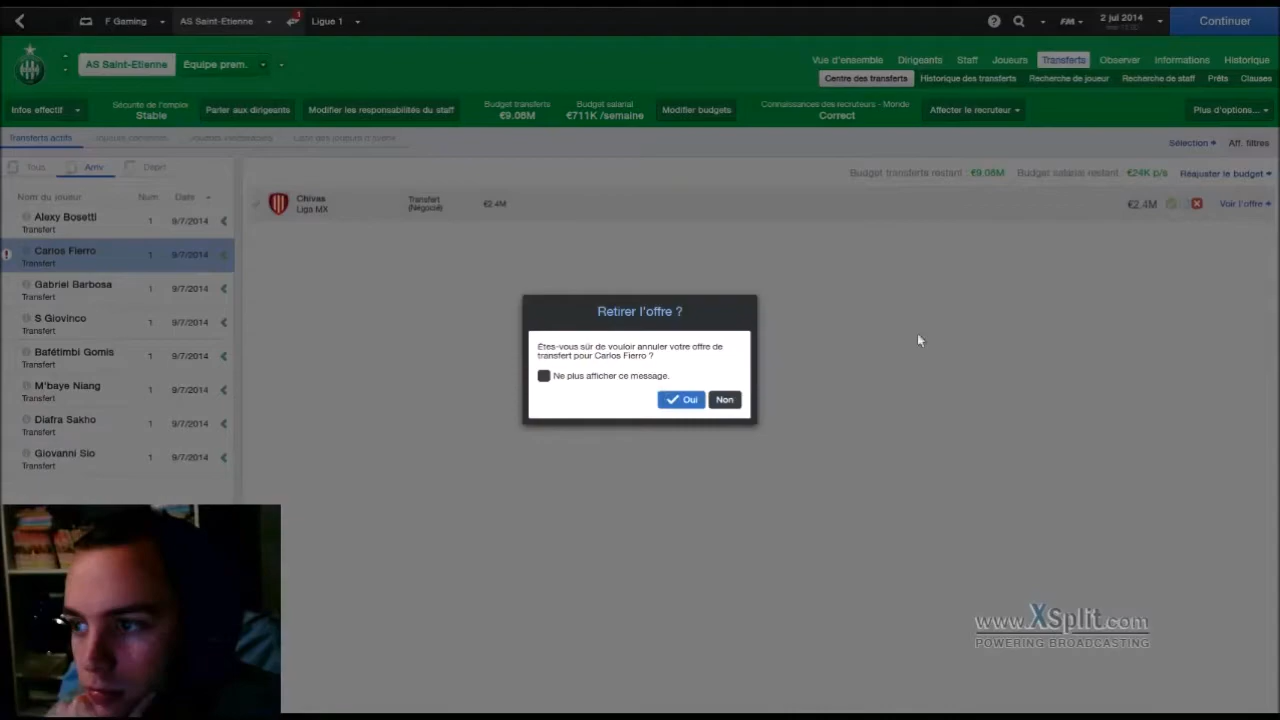 F Gaming
AS Saint-Etienne
1
Ligue 1
FM
2 jul 2014
Continuer
AS Saint-Etienne
Équipe prem.
Vue d'ensemble Dirigeants Staff Joueurs Transferts Observer Informations Historique
Centre des transferts Historique des transferts Recherche de joueur Recherche de staff Prêts Clauses
Infos effectif
Sécurité de l'emploi
Stable
Parler aux dirigeants
Modifier les responsabilités du staff
Budget transferts
€9.06M
Budget salarial
€711K /semaine
Modifier budgets
Connaissances des recruteurs - Monde
Correct
Affecter le recruteur
Plus d'options...
Transferts actifs
Sélection
Aff. filtres
Tous Arriv Départ
Budget transferts restant : €9.06M Budget salarial restant : €24K p/s Réajuster le budget
Nom du joueur Num Date
Alexy Bosetti 1 9/7/2014
Transfert
Carlos Fierro 1 9/7/2014
Transfert
Gabriel Barbosa 1 9/7/2014
Transfert
S Giovinco 1 9/7/2014
Transfert
Bafétimbi Gomis 1 9/7/2014
Transfert
M'baye Niang 1 9/7/2014
Transfert
Diafra Sakho 1 9/7/2014
Transfert
Giovanni Sio 1 9/7/2014
Transfert
Chivas
Liga MX
Transfert
(Négocié)
€2.4M
€2.4M
Voir l'offre
Retirer l'offre ?
Êtes-vous sûr de vouloir annuler votre offre de
transfert pour Carlos Fierro ?
Ne plus afficher ce message.
Oui Non
www.XSplit.com
POWERING BROADCASTING